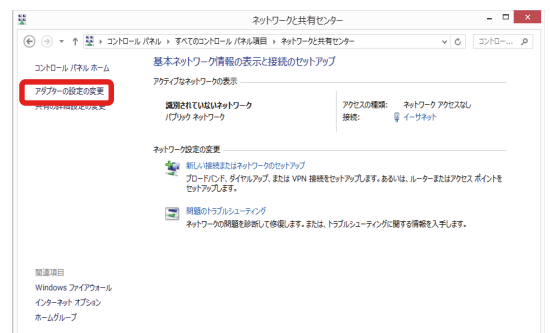 ネットワークと共有センター
コントロール パネル ▸ すべてのコントロール パネル項目 ▸ ネットワークと共有センター
コントロー...
コントロール パネル ホーム
アダプターの設定の変更
共有の詳細設定の変更
基本ネットワーク情報の表示と接続のセットアップ
アクティブなネットワークの表示
識別されていないネットワーク
パブリック ネットワーク
アクセスの種類: ネットワーク アクセスなし
接続: イーサネット
ネットワーク設定の変更
新しい接続またはネットワークのセットアップ
ブロードバンド、ダイヤルアップ、または VPN 接続をセットアップします。あるいは、ルーターまたはアクセス ポイントを
セットアップします。
問題のトラブルシューティング
ネットワークの問題を診断して修復します。または、トラブルシューティングに関する情報を入手します。
関連項目
Windows ファイアウォール
インターネット オプション
ホームグループ